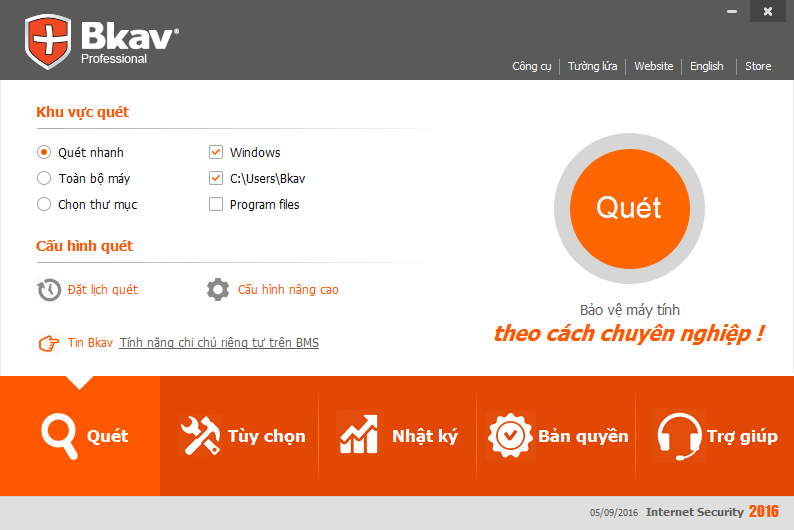 Bkav®
Professional
Công cụ | Tường lửa | Website | English | Store
Khu vực quét
Quét nhanh
Windows
Toàn bộ máy
C:\Users\Bkav
Chọn thư mục
Program files
Quét
Cấu hình quét
Đặt lịch quét
Cấu hình nâng cao
Bảo vệ máy tính
theo cách chuyên nghiệp !
Tin Bkav Tính năng chi chú riêng tư trên BMS
Quét
Tùy chọn
Nhật ký
Bản quyền
Trợ giúp
05/09/2016 Internet Security 2016